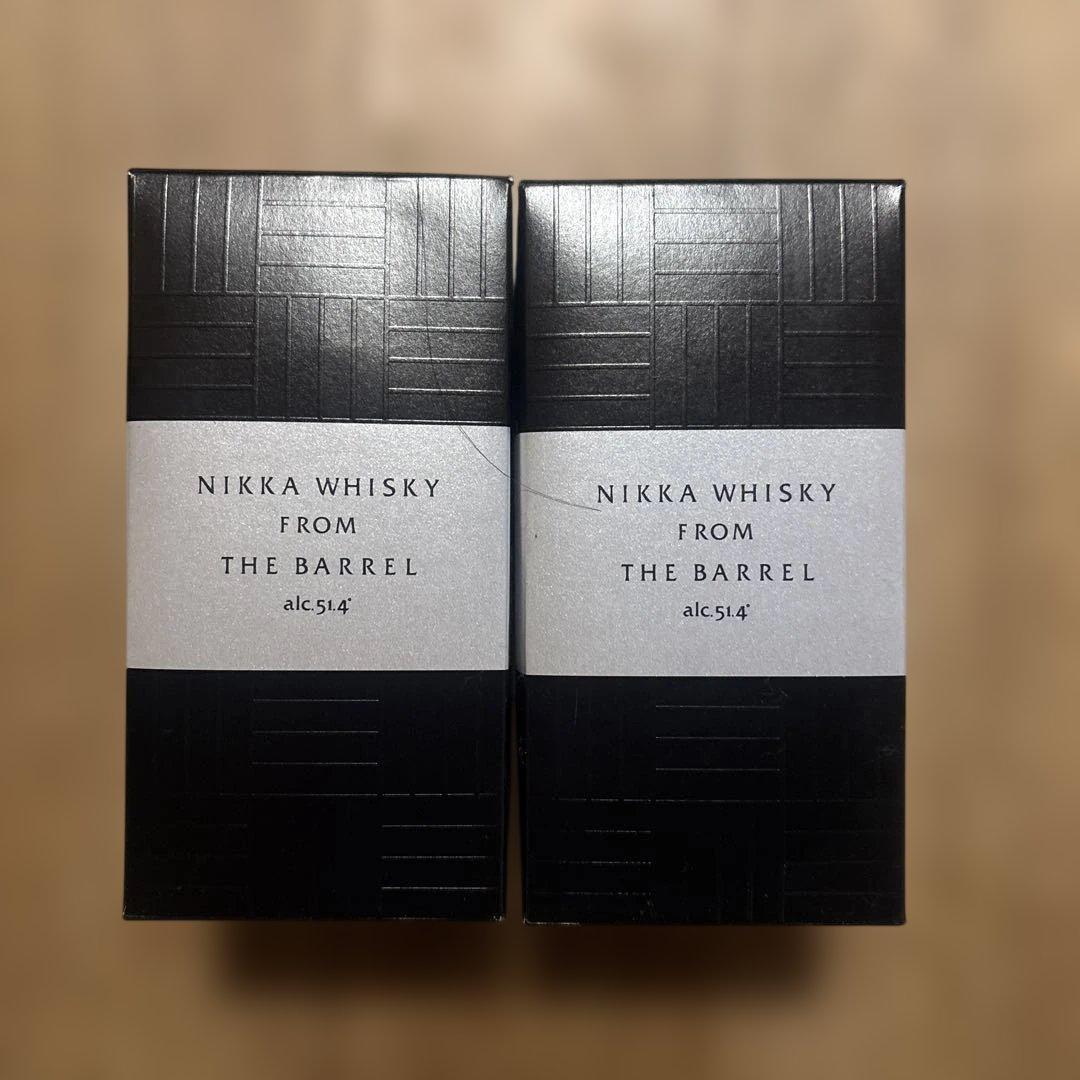 NIKKA WHISKY
FROM
THE BARREL
alc.51.4°
NIKKA WHISKY
FROM
THE BARREL
alc.51.4°